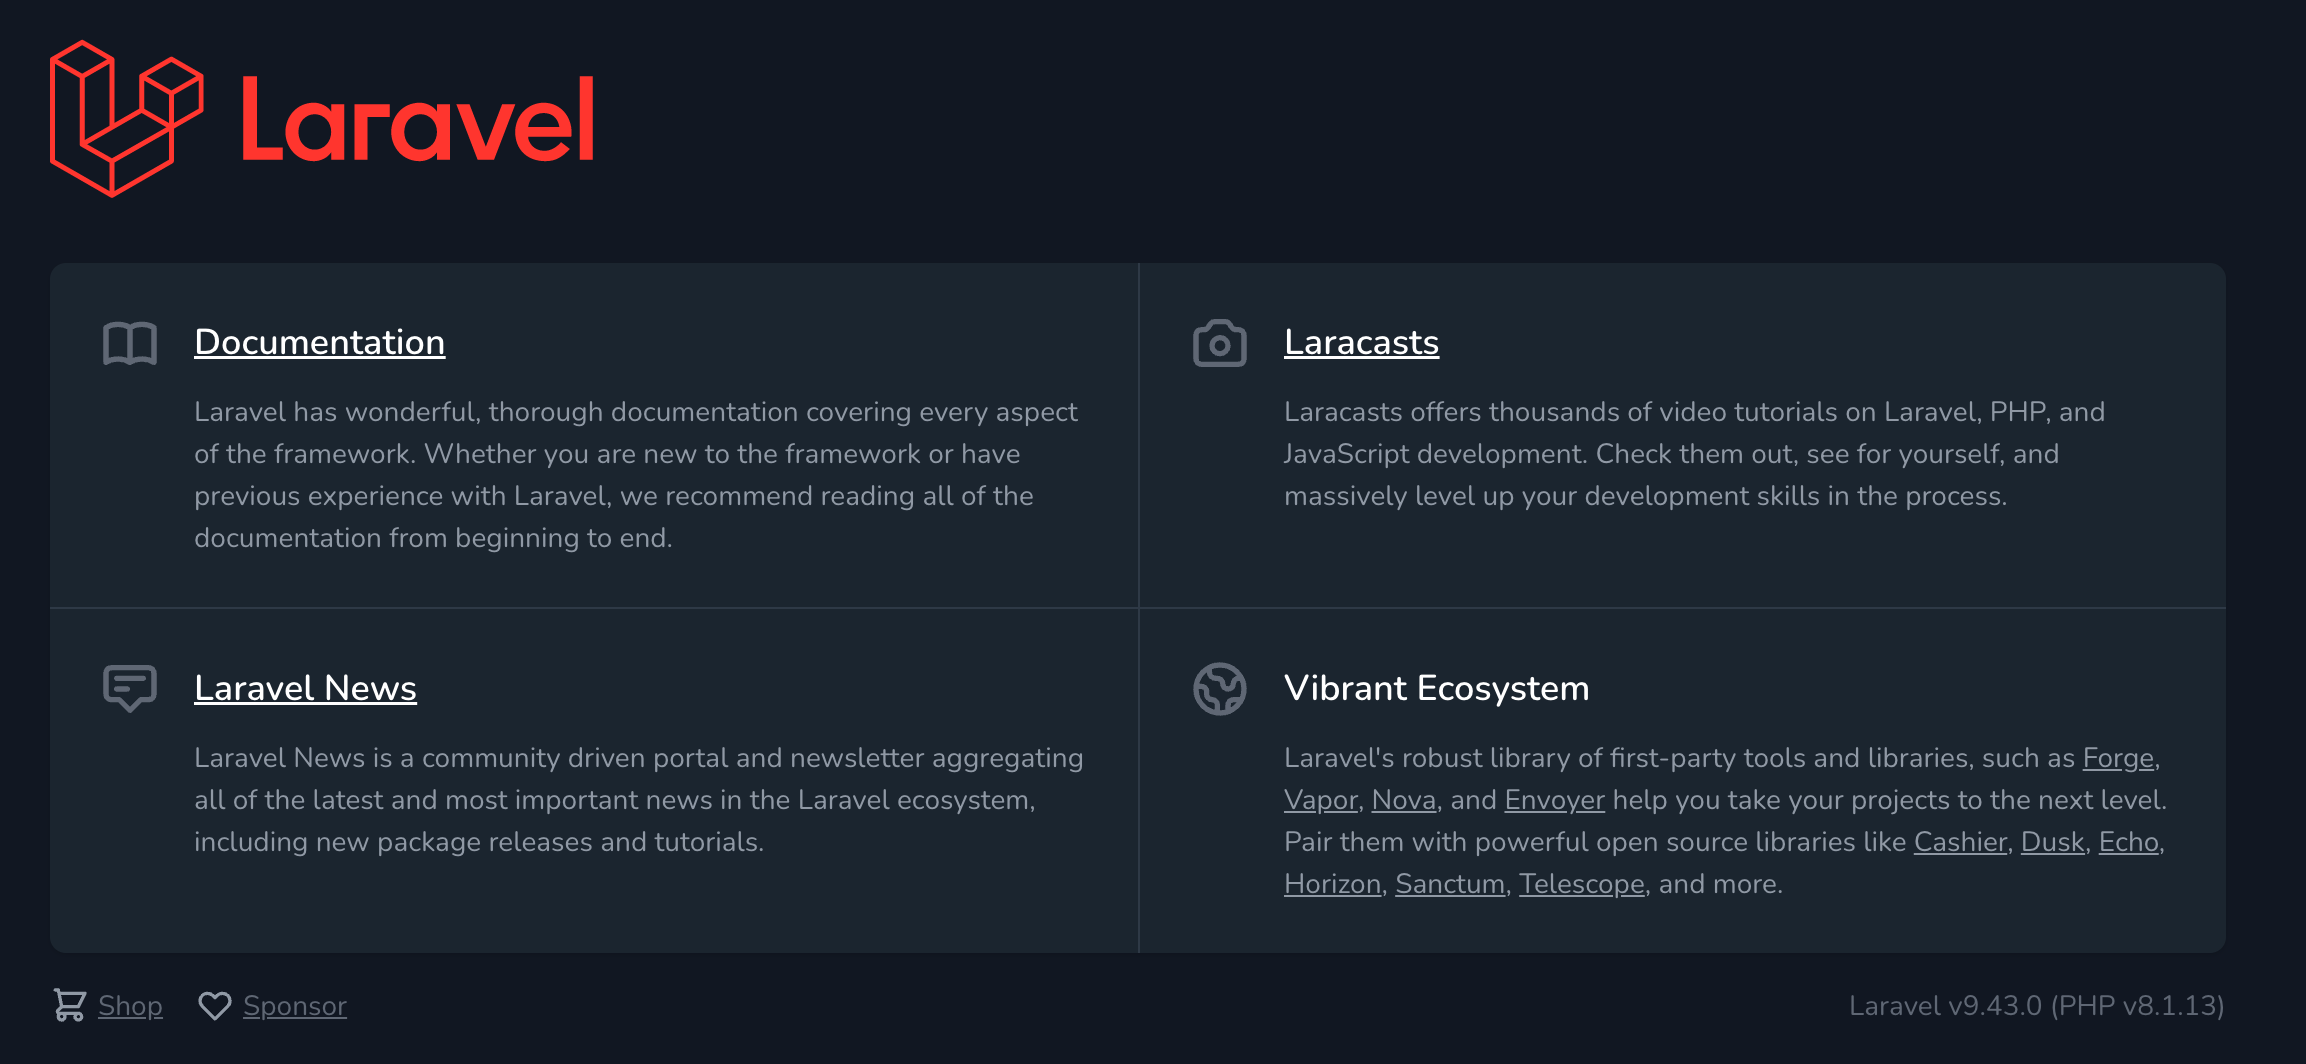 Laravel
Documentation
Laravel has wonderful, thorough documentation covering every aspect
of the framework. Whether you are new to the framework or have
previous experience with Laravel, we recommend reading all of the
documentation from beginning to end.
Laracasts
Laracasts offers thousands of video tutorials on Laravel, PHP, and
JavaScript development. Check them out, see for yourself, and
massively level up your development skills in the process.
Laravel News
Laravel News is a community driven portal and newsletter aggregating
all of the latest and most important news in the Laravel ecosystem,
including new package releases and tutorials.
Vibrant Ecosystem
Laravel's robust library of first-party tools and libraries, such as Forge,
Vapor, Nova, and Envoyer help you take your projects to the next level.
Pair them with powerful open source libraries like Cashier, Dusk, Echo,
Horizon, Sanctum, Telescope, and more.
Shop
Sponsor
Laravel v9.43.0 (PHP v8.1.13)